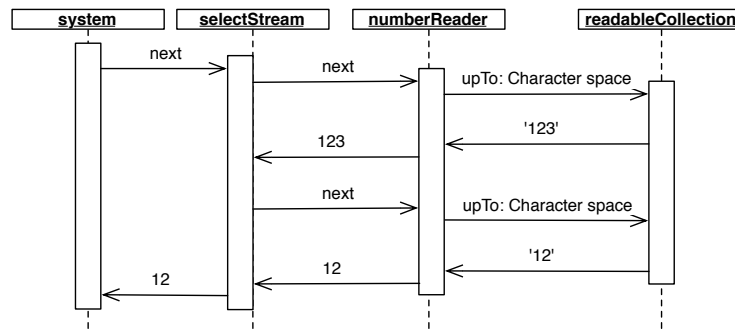 system selectStream numberReader readableCollection
next
next
upTo: Character space
'123'
123
next
upTo: Character space
'12'
12
12